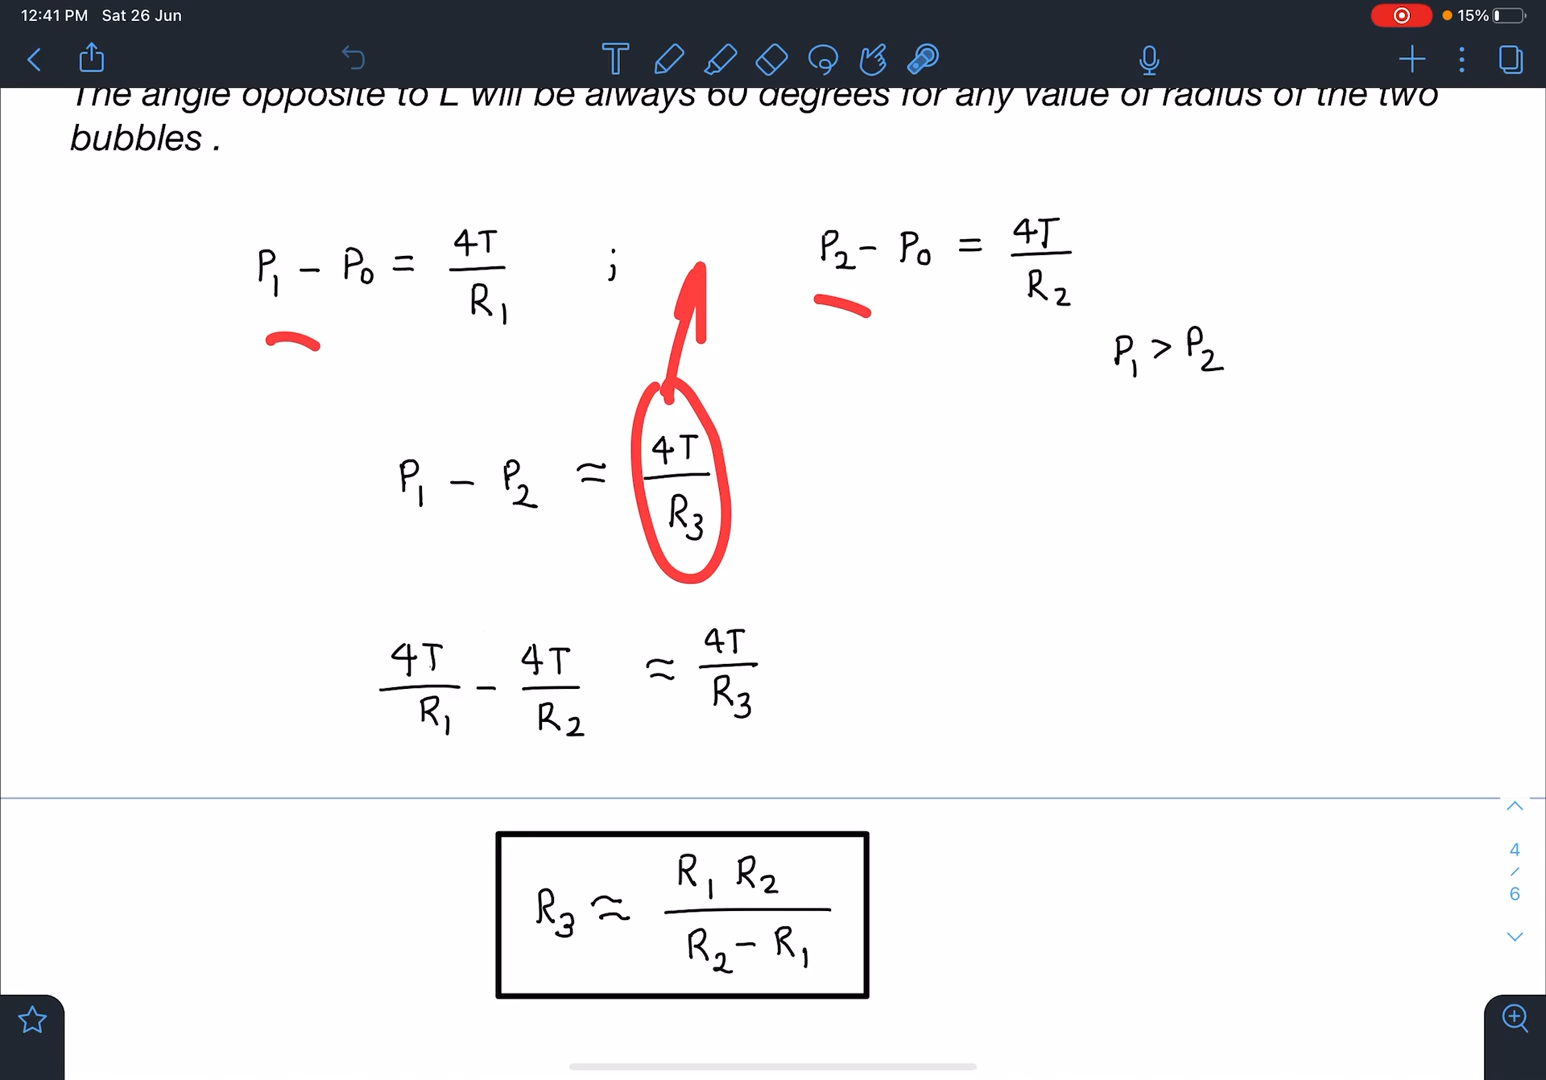 12:41 PM Sat 26 Jun 15%
The angle opposite to L will be always 60 degrees for any value of radius of the two
bubbles .
P₁ − P₀ = 4T/R₁ ; P₂ − P₀ = 4T/R₂
P₁ > P₂
P₁ − P₂ ≈ 4T/R₃
4T/R₁ − 4T/R₂ ≈ 4T/R₃
R₃ ≈ R₁ R₂/(R₂ − R₁)
4
/
6